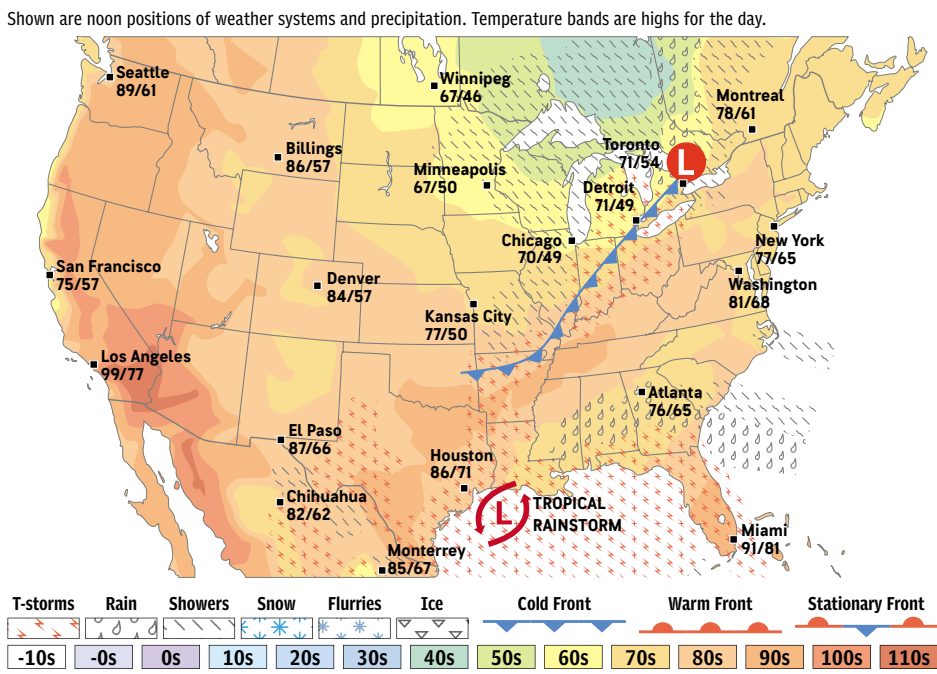 Shown are noon positions of weather systems and precipitation. Temperature bands are highs for the day.
Seattle
89/61
Winnipeg
67/46
Montreal
78/61
Billings
86/57
Toronto
71/54
L
Minneapolis
67/50
Detroit
71/49
Chicago
70/49
New York
77/65
San Francisco
75/57
Denver
84/57
Washington
81/68
Kansas City
77/50
Los Angeles
99/77
Atlanta
76/65
El Paso
87/66
Houston
86/71
Chihuahua
82/62
L
TROPICAL
RAINSTORM
Miami
91/81
Monterrey
85/67
T-storms Rain Showers Snow Flurries Ice Cold Front Warm Front Stationary Front
-10s -0s 0s 10s 20s 30s 40s 50s 60s 70s 80s 90s 100s 110s